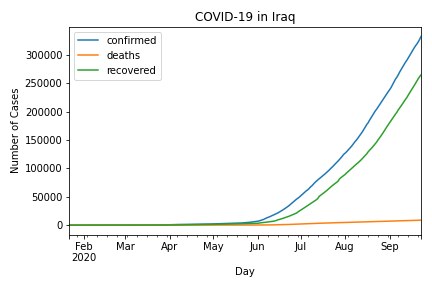 COVID-19 in Iraq
confirmed
deaths
recovered
Number of Cases
300000
250000
200000
150000
100000
50000
0
Feb Mar Apr May Jun Jul Aug Sep
2020
Day